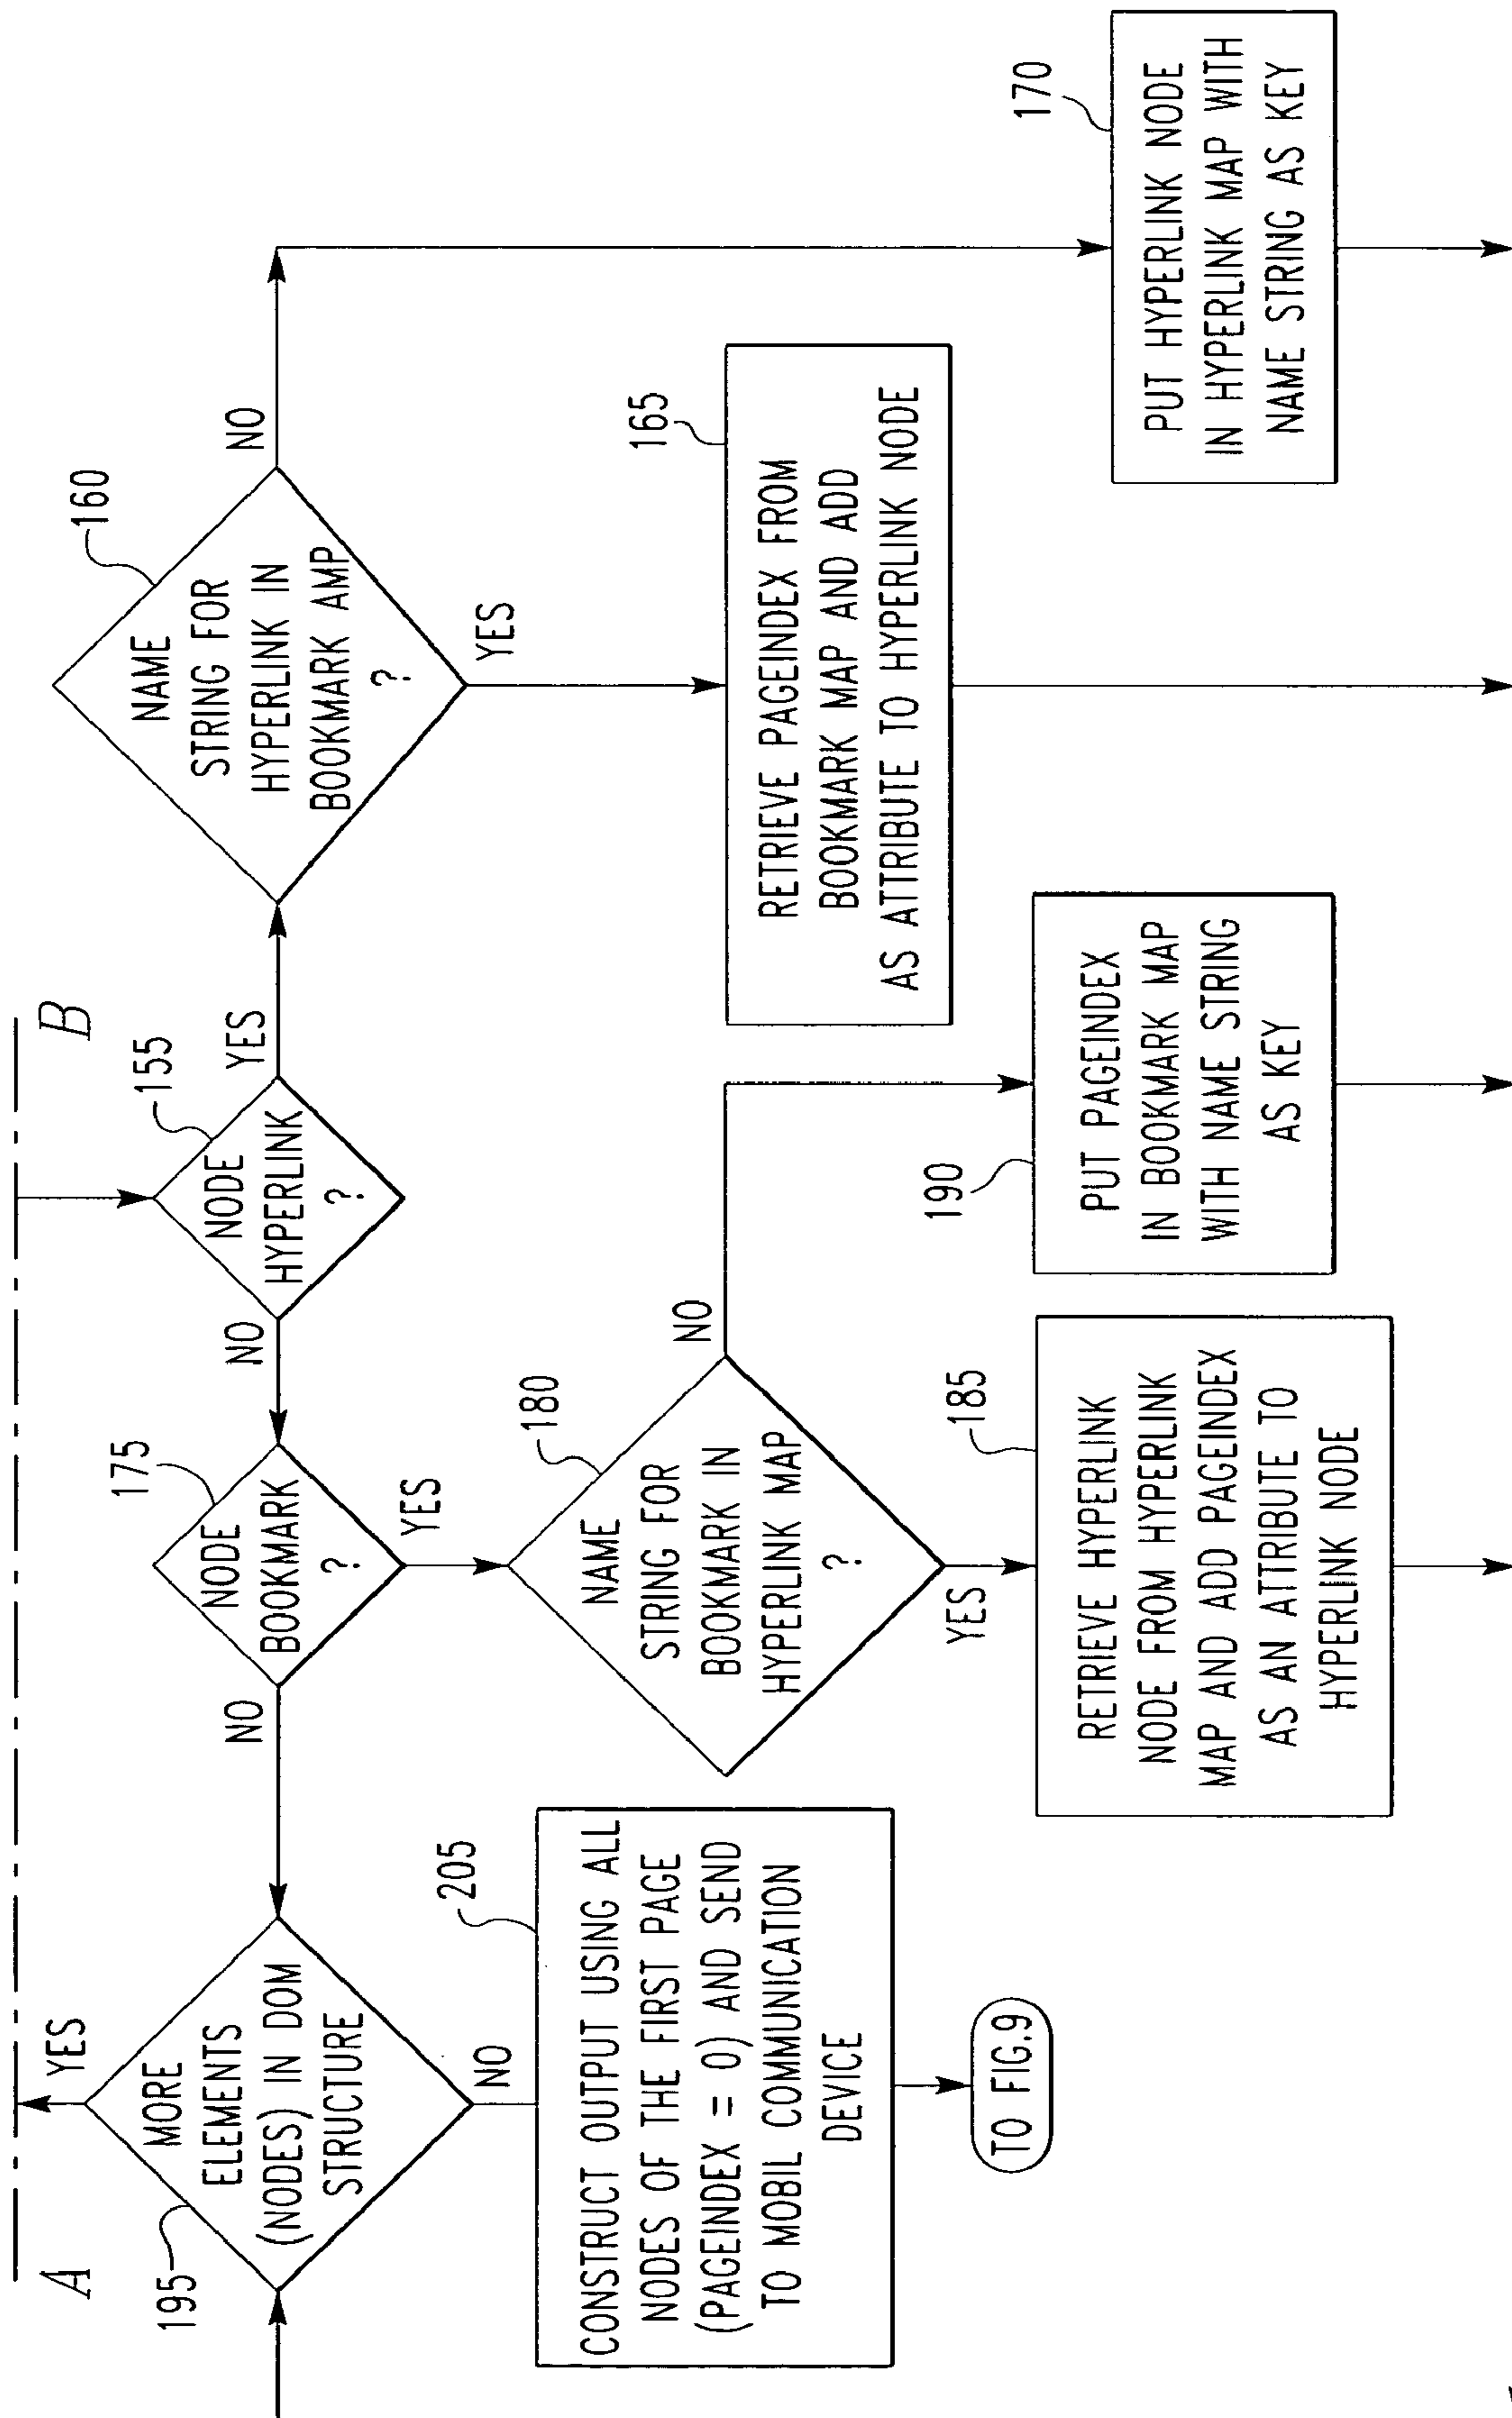 A
B
YES
195
MORE
ELEMENTS
(NODES) IN DOM
STRUCTURE
NO
NO
175
NODE
BOOKMARK
?
YES
NO
155
NODE
HYPERLINK
?
YES
160
NAME
STRING FOR
HYPERLINK IN
BOOKMARK AMP
?
NO
YES
205
CONSTRUCT OUTPUT USING ALL
NODES OF THE FIRST PAGE
(PAGEINDEX = 0) AND SEND
TO MOBIL COMMUNICATION
DEVICE
TO FIG.9
180
NAME
STRING FOR
BOOKMARK IN
HYPERLINK MAP
?
NO
YES
165
RETRIEVE PAGEINDEX FROM
BOOKMARK MAP AND ADD
AS ATTRIBUTE TO HYPERLINK NODE
185
RETRIEVE HYPERLINK
NODE FROM HYPERLINK
MAP AND ADD PAGEINDEX
AS AN ATTRIBUTE TO
HYPERLINK NODE
190
PUT PAGEINDEX
IN BOOKMARK MAP
WITH NAME STRING
AS KEY
170
PUT HYPERLINK NODE
IN HYPERLINK MAP WITH
NAME STRING AS KEY